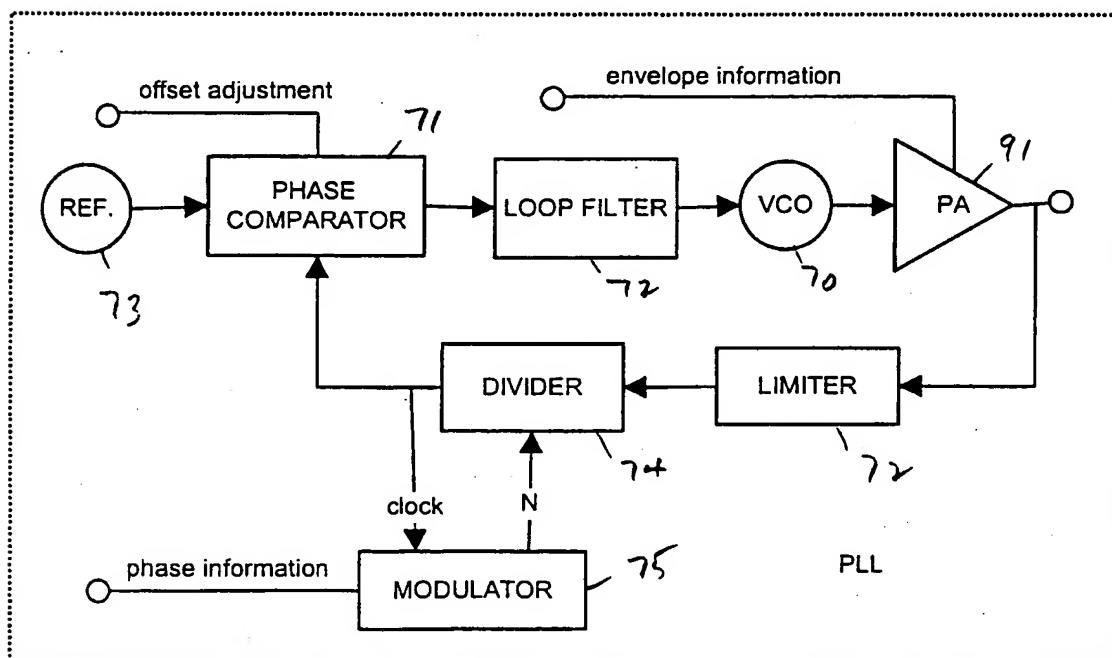 offset adjustment
envelope information
71
91
REF.
PHASE
COMPARATOR
LOOP FILTER
VCO
PA
73
72
70
DIVIDER
LIMITER
74
72
clock
N
phase information
MODULATOR
75
PLL